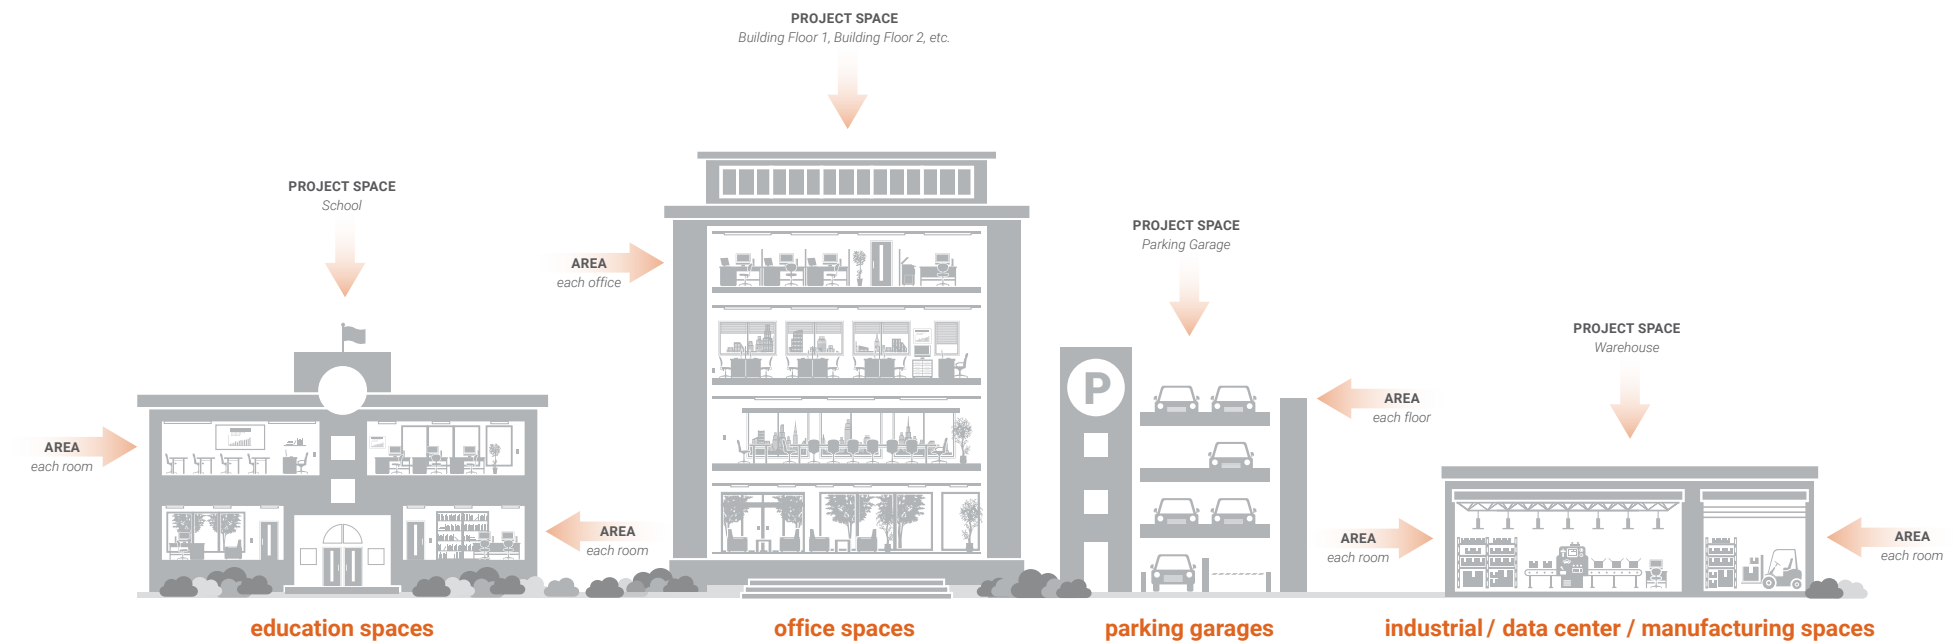 PROJECT SPACE
Building Floor 1, Building Floor 2, etc.
PROJECT SPACE
School
PROJECT SPACE
Parking Garage
AREA
each office
PROJECT SPACE
Warehouse
P
AREA
each floor
AREA
each room
AREA
each room
AREA
each room
AREA
each room
education spaces
office spaces
parking garages
industrial / data center / manufacturing spaces